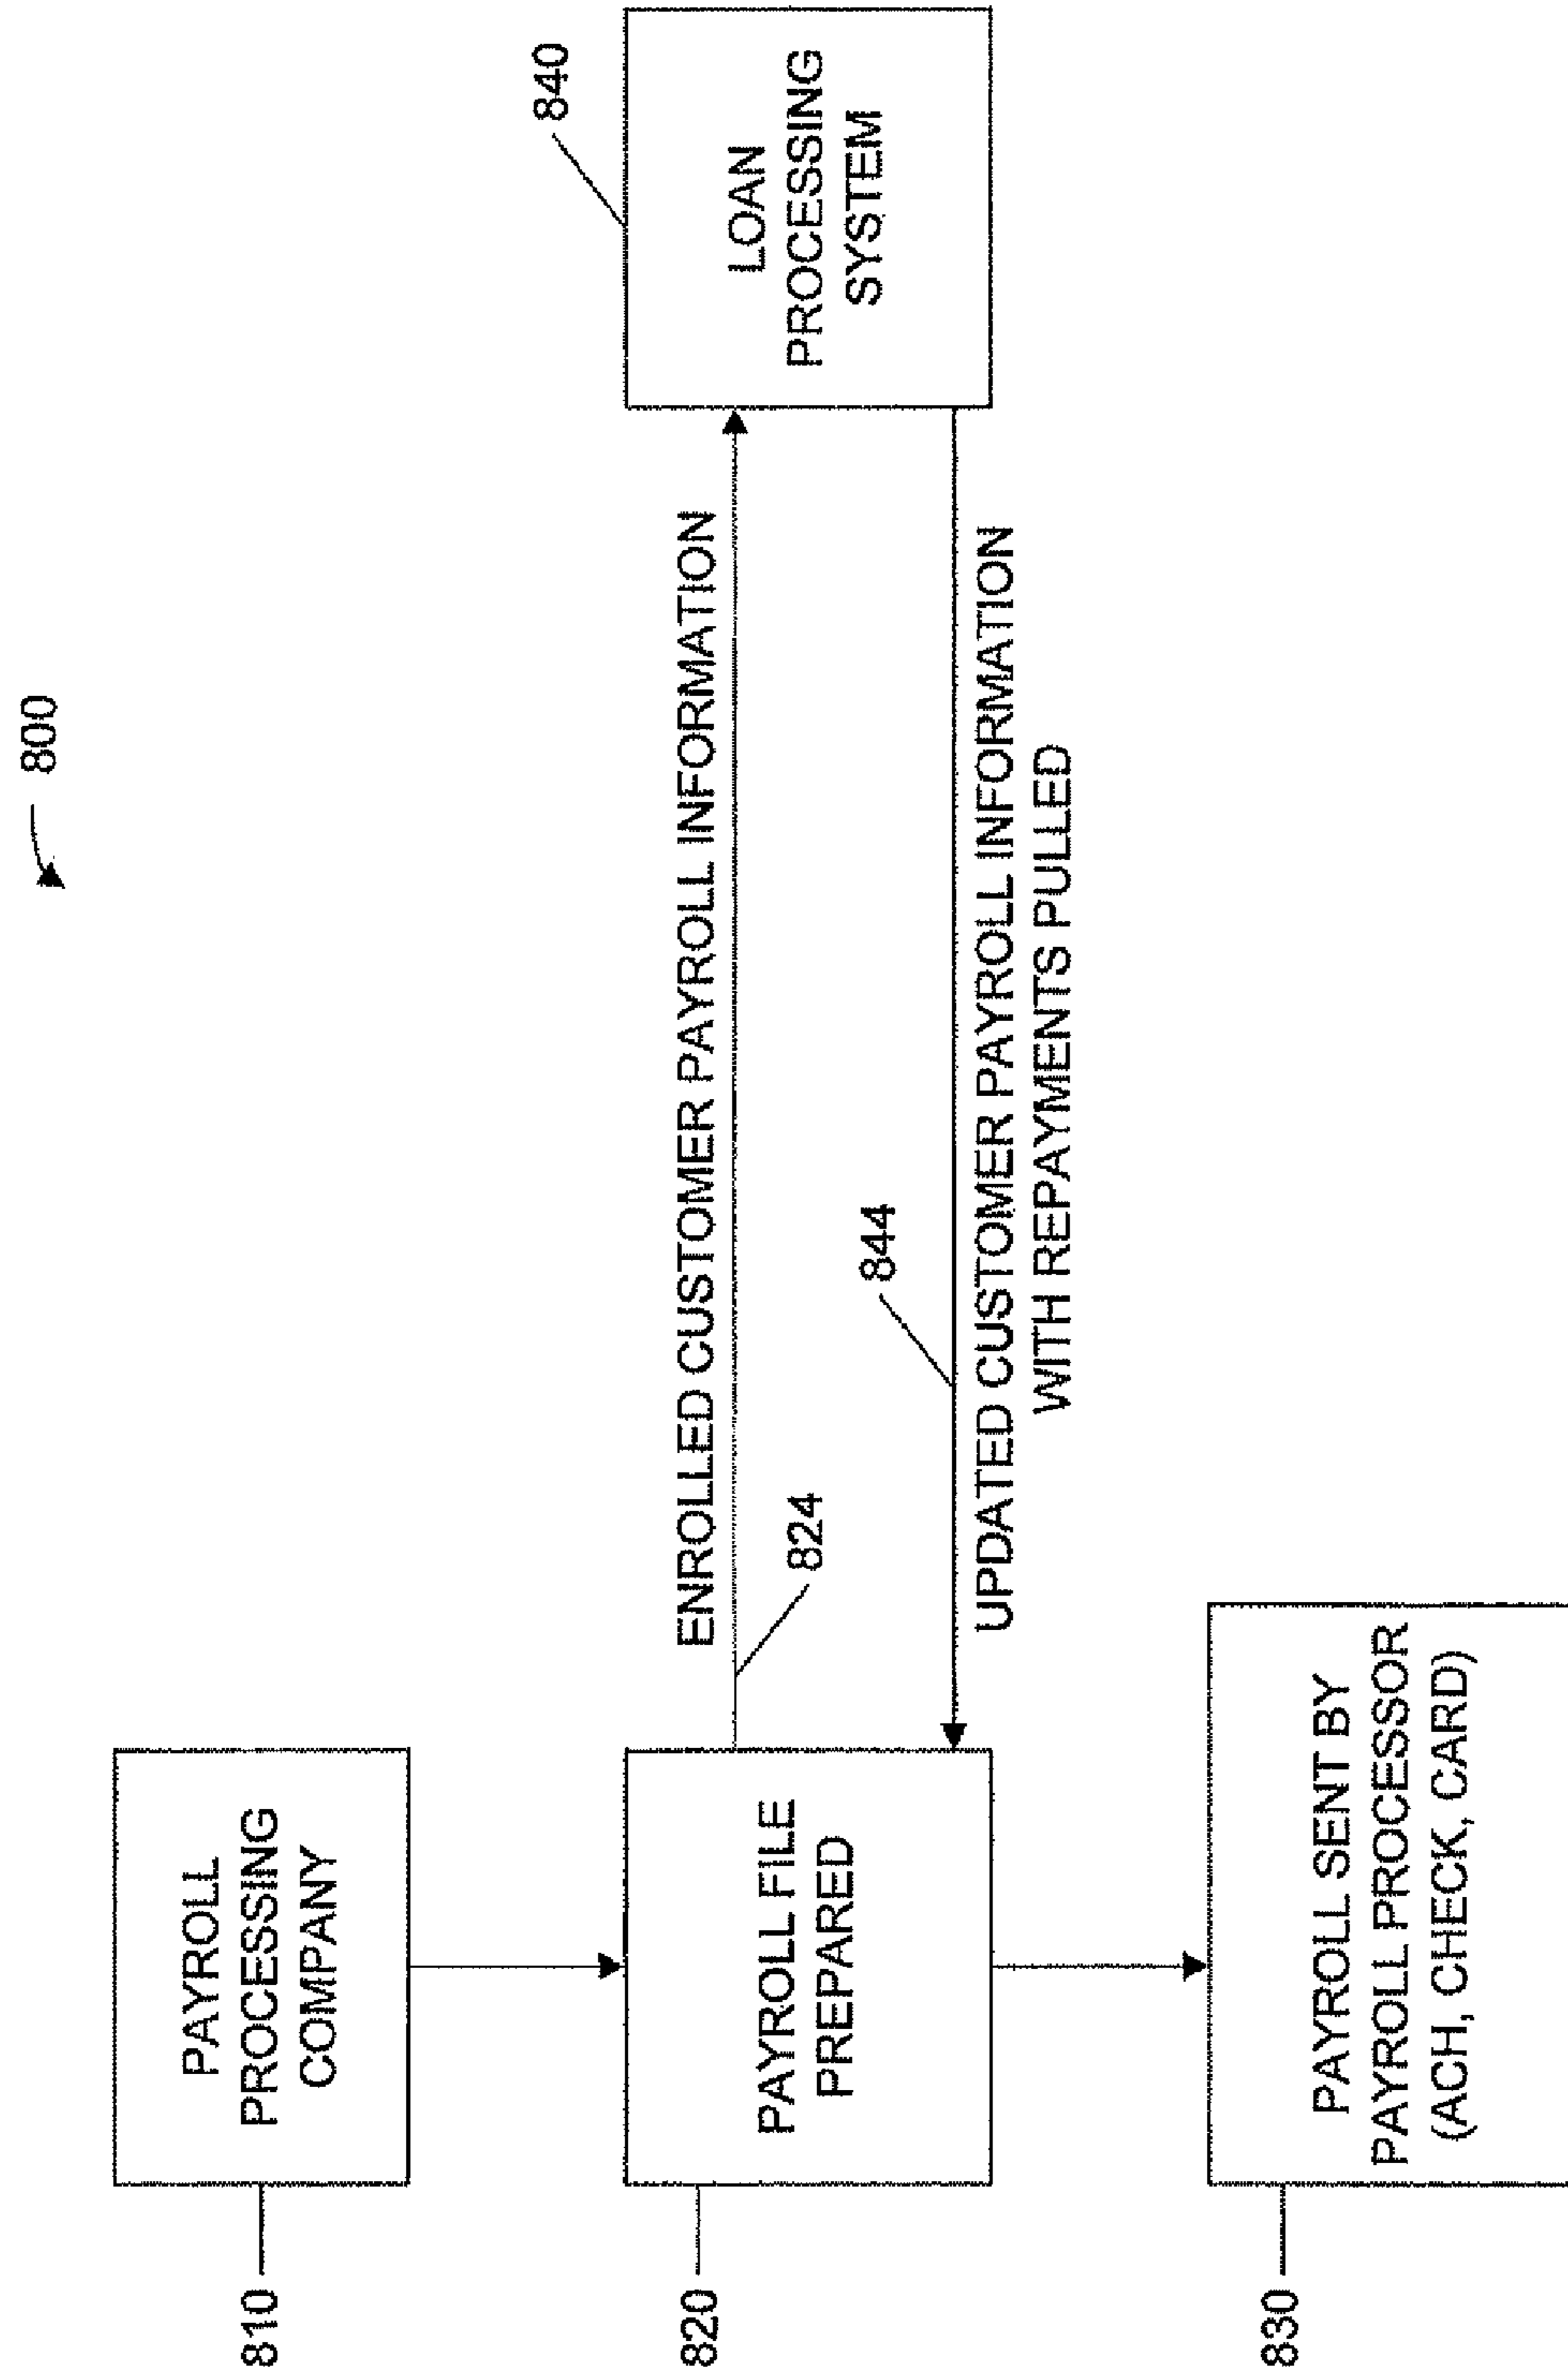 800
810
PAYROLL
PROCESSING
COMPANY
820
PAYROLL FILE
PREPARED
824
ENROLLED CUSTOMER PAYROLL INFORMATION
840
LOAN
PROCESSING
SYSTEM
844
UPDATED CUSTOMER PAYROLL INFORMATION
WITH REPAYMENTS PULLED
830
PAYROLL SENT BY
PAYROLL PROCESSOR
(ACH, CHECK, CARD)